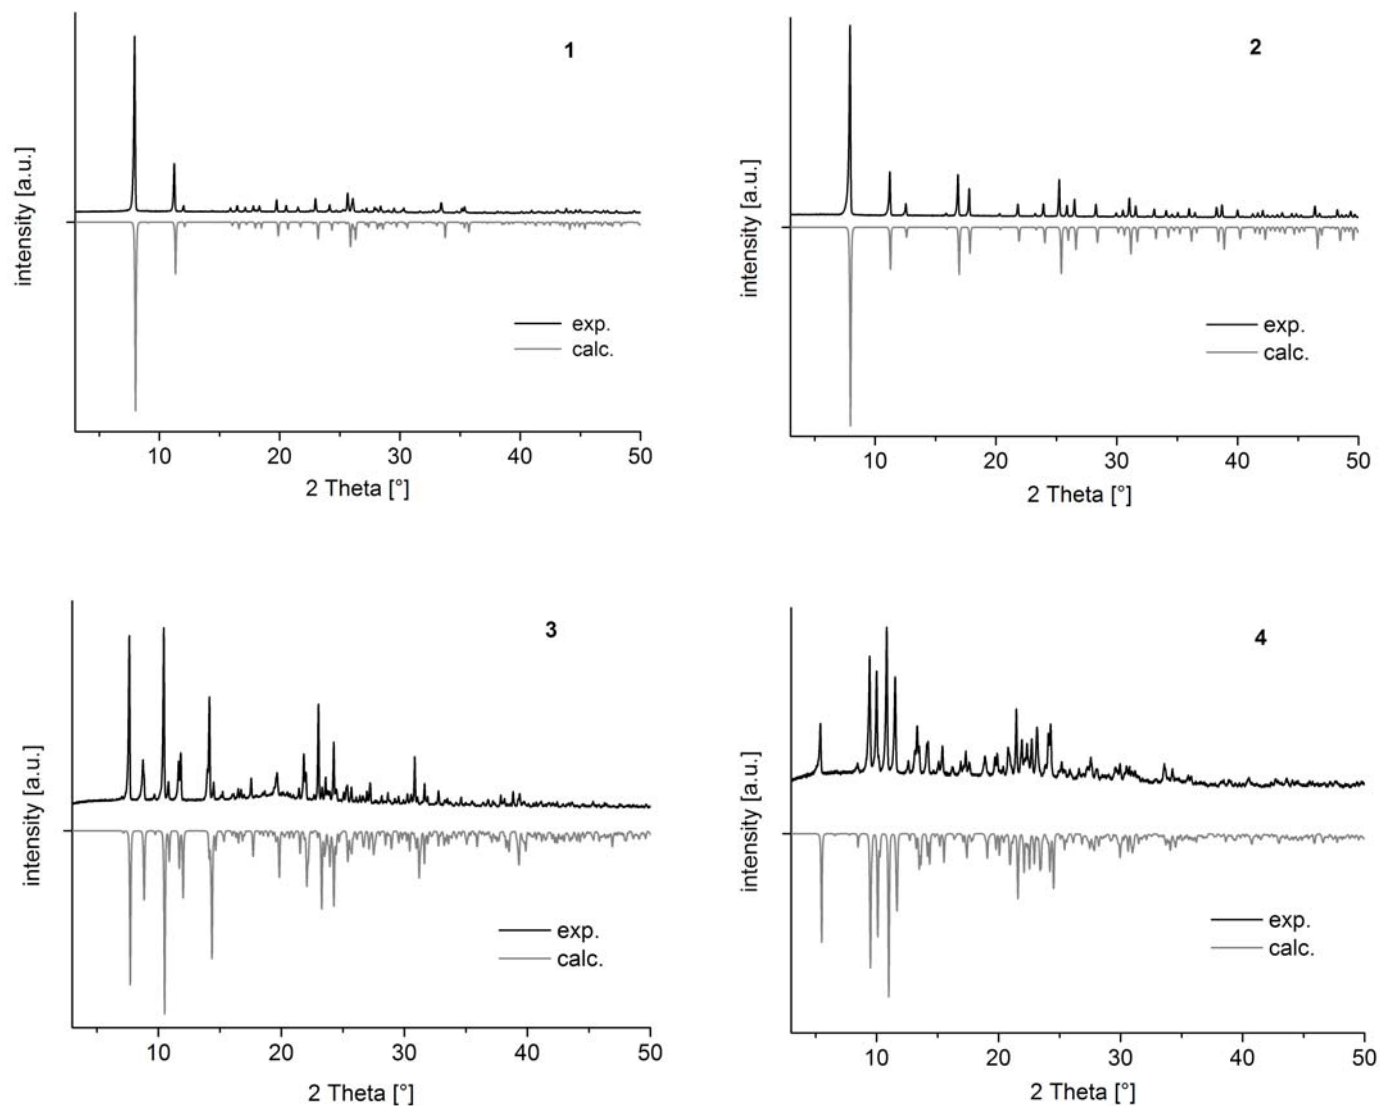 1
intensity [a.u.]
exp.
calc.
10 20 30 40 50
2 Theta [°]
2
intensity [a.u.]
exp.
calc.
10 20 30 40 50
2 Theta [°]
3
intensity [a.u.]
exp.
calc.
10 20 30 40 50
2 Theta [°]
4
intensity [a.u.]
exp.
calc.
10 20 30 40 50
2 Theta [°]